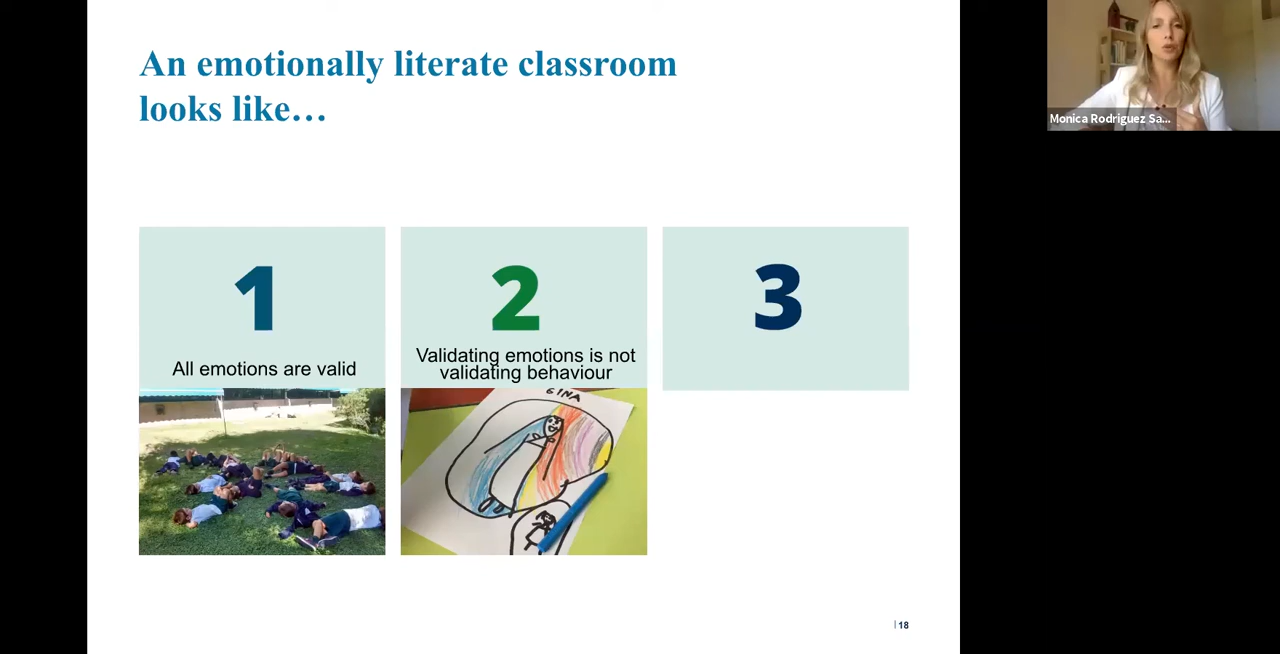 An emotionally literate classroom
looks like…
Monica Rodriguez Sa...
1
2
3
All emotions are valid
Validating emotions is not
validating behaviour
GINA
18